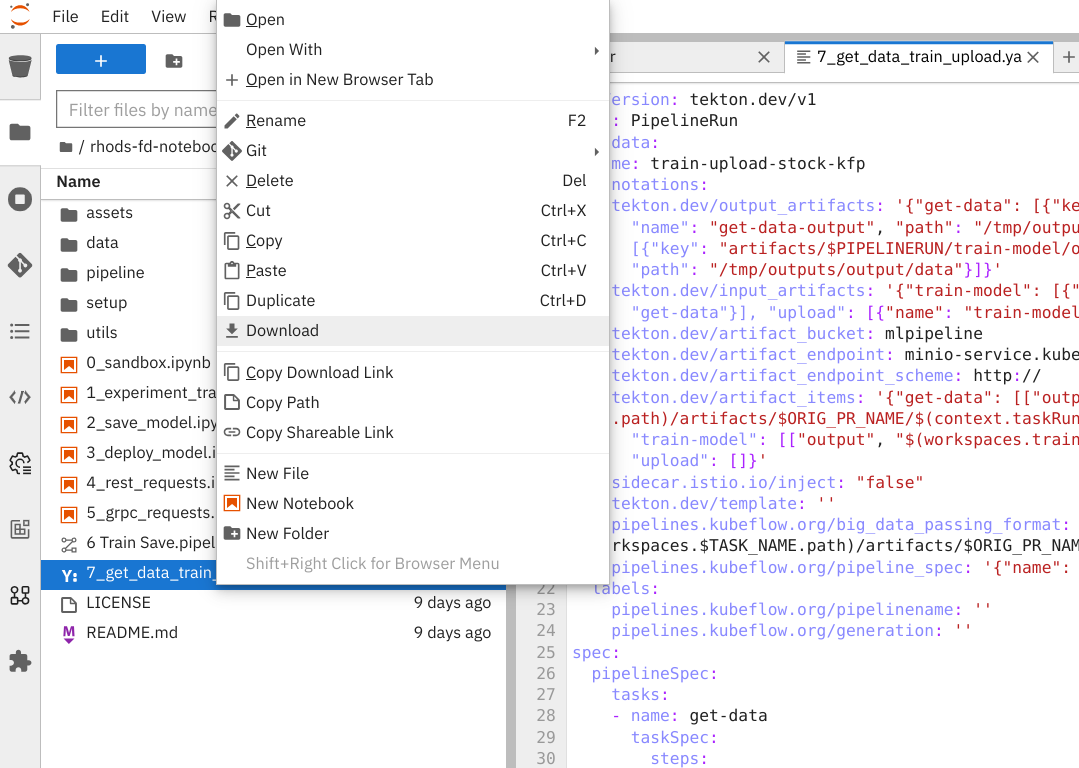 File Edit View
Open
Open With
Open in New Browser Tab
Rename F2
Git
Delete Del
Cut Ctrl+X
Copy Ctrl+C
Paste Ctrl+V
Duplicate Ctrl+D
Download
Copy Download Link
Copy Path
Copy Shareable Link
New File
New Notebook
New Folder
Shift+Right Click for Browser Menu
+
Filter files by name
/ rhods-fd-noteboo
Name
assets
data
pipeline
setup
utils
0_sandbox.ipynb
1_experiment_tra
2_save_model.ipy
3_deploy_model.i
4_rest_requests.i
5_grpc_requests.
6 Train Save.pipel
Y: 7_get_data_train_
LICENSE 9 days ago
README.md 9 days ago
r
7_get_data_train_upload.ya
ersion: tekton.dev/v1
: PipelineRun
data:
me: train-upload-stock-kfp
notations:
tekton.dev/output_artifacts: '{"get-data": [{"ke
"name": "get-data-output", "path": "/tmp/outpu
[{"key": "artifacts/$PIPELINERUN/train-model/o
"path": "/tmp/outputs/output/data"}]}'
tekton.dev/input_artifacts: '{"train-model": [{"
"get-data"}], "upload": [{"name": "train-model
tekton.dev/artifact_bucket: mlpipeline
tekton.dev/artifact_endpoint: minio-service.kube
tekton.dev/artifact_endpoint_scheme: http://
tekton.dev/artifact_items: '{"get-data": [["outp
.path)/artifacts/$ORIG_PR_NAME/$(context.taskRun
"train-model": [["output", "$(workspaces.train
"upload": []}'
sidecar.istio.io/inject: "false"
tekton.dev/template: ''
pipelines.kubeflow.org/big_data_passing_format:
rkspaces.$TASK_NAME.path)/artifacts/$ORIG_PR_NAM
pipelines.kubeflow.org/pipeline_spec: '{"name":
22 labels:
23 pipelines.kubeflow.org/pipelinename: ''
24 pipelines.kubeflow.org/generation: ''
25 spec:
26 pipelineSpec:
27 tasks:
28 - name: get-data
29 taskSpec:
30 steps: